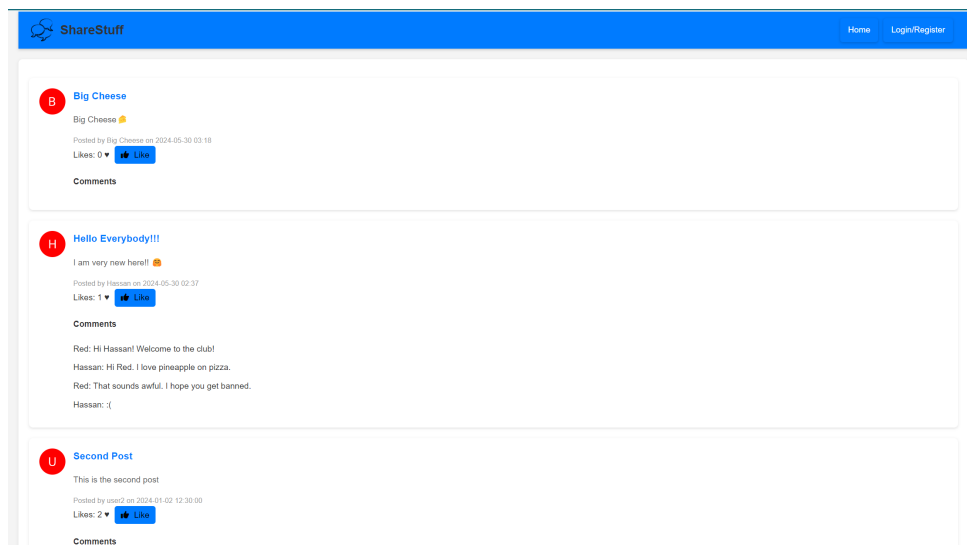 ShareStuff
Home Login/Register
B
Big Cheese
Big Cheese
Posted by Big Cheese on 2024-05-30 03:18
Likes: 0 ♥ Like
Comments
H
Hello Everybody!!!
I am very new here!! 🤗
Posted by Hassan on 2024-05-30 02:37
Likes: 1 ♥ Like
Comments
Red: Hi Hassan! Welcome to the club!
Hassan: Hi Red. I love pineapple on pizza.
Red: That sounds awful. I hope you get banned.
Hassan: :(
U
Second Post
This is the second post
Posted by user2 on 2024-01-02 12:30:00
Likes: 2 ♥ Like
Comments